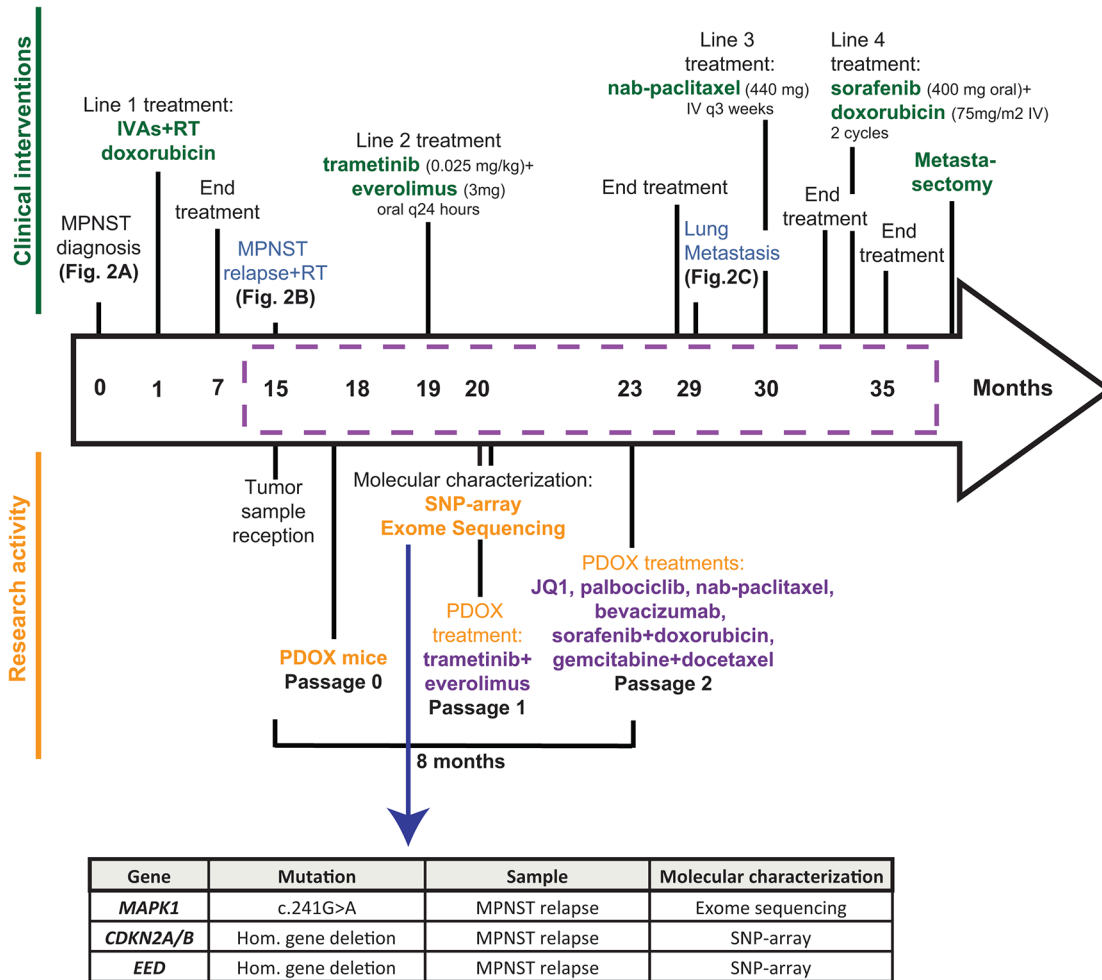 Clinical interventions
MPNST
diagnosis
(Fig. 2A)
Line 1 treatment:
IVAs+RT
doxorubicin
End
treatment
MPNST
relapse+RT
(Fig. 2B)
Line 2 treatment
trametinib (0.025 mg/kg)+
everolimus (3mg)
oral q24 hours
End treatment
Lung
Metastasis
(Fig.2C)
Line 3
treatment:
nab-paclitaxel (440 mg)
IV q3 weeks
End
treatment
Line 4
treatment:
sorafenib (400 mg oral)+
doxorubicin (75mg/m2 IV)
2 cycles
End
treatment
Metasta-
sectomy
0 1 7 15 18 19 20 23 29 30 35 Months
Research activity
Tumor
sample
reception
PDOX mice
Passage 0
Molecular characterization:
SNP-array
Exome Sequencing
PDOX
treatment:
trametinib+
everolimus
Passage 1
PDOX treatments:
JQ1, palbociclib, nab-paclitaxel,
bevacizumab,
sorafenib+doxorubicin,
gemcitabine+docetaxel
Passage 2
8 months
Gene Mutation Sample Molecular characterization
MAPK1 c.241G>A MPNST relapse Exome sequencing
CDKN2A/B Hom. gene deletion MPNST relapse SNP-array
EED Hom. gene deletion MPNST relapse SNP-array